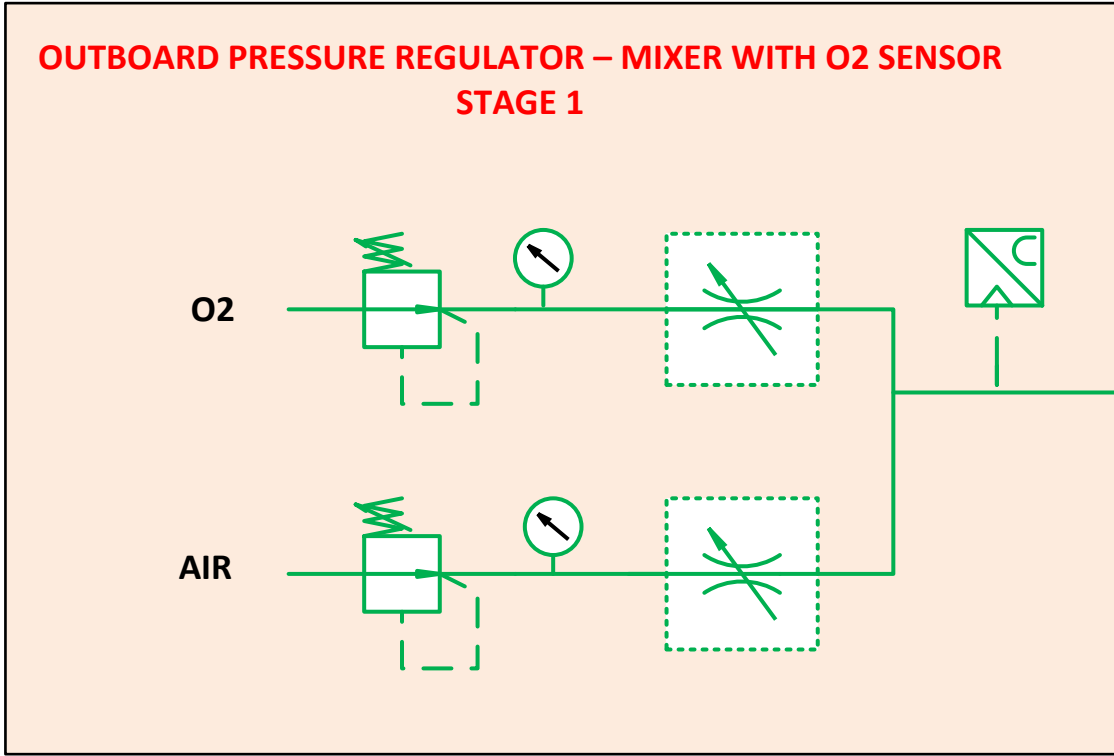 OUTBOARD PRESSURE REGULATOR – MIXER WITH O2 SENSOR
STAGE 1
O2
AIR